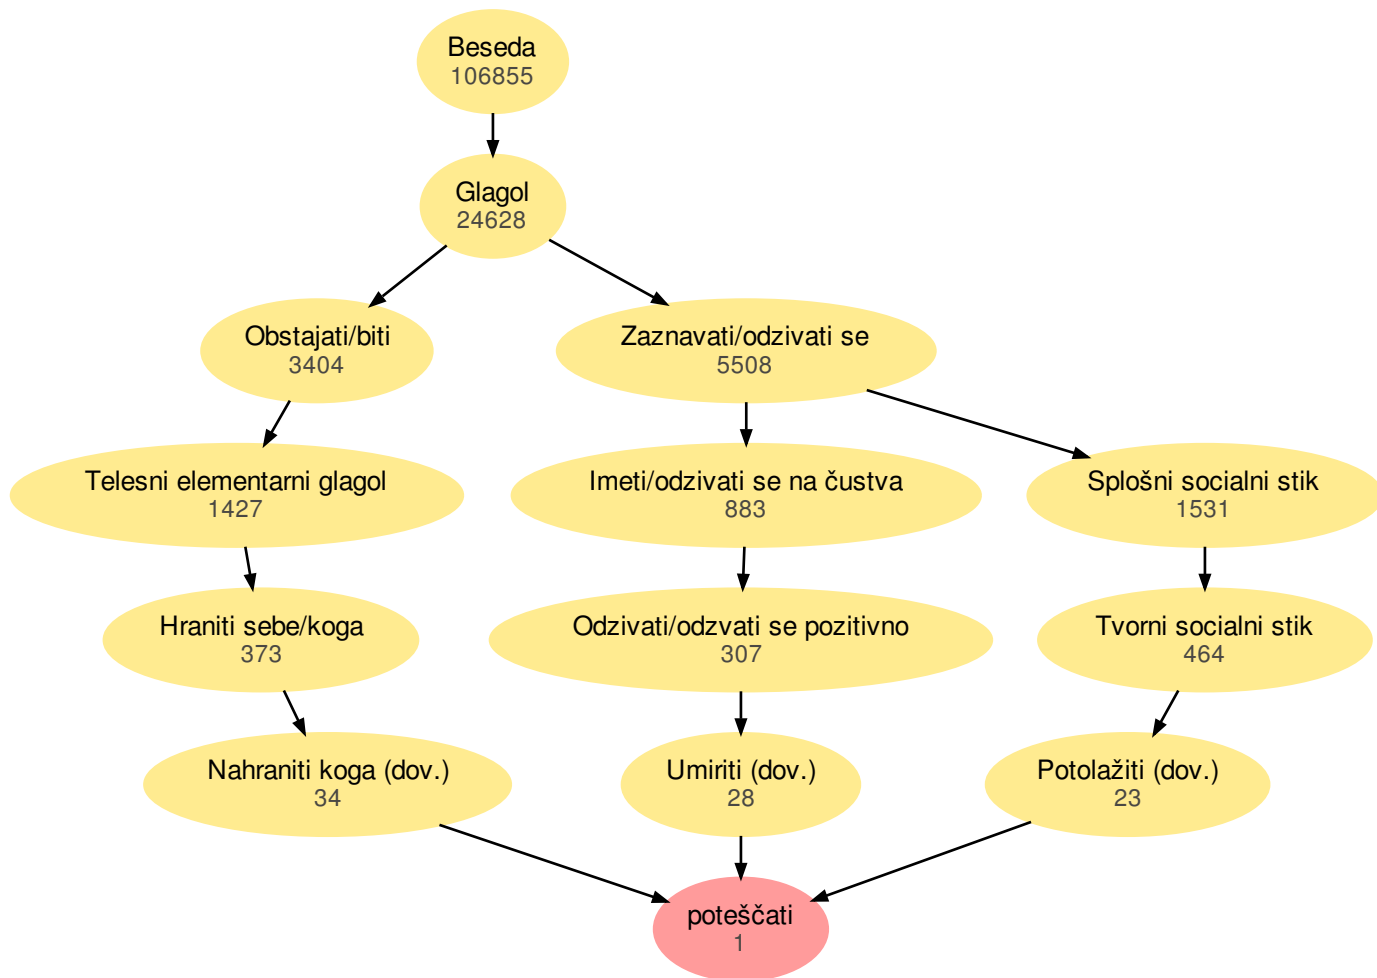 Beseda
106855
Glagol
24628
Obstajati/biti
3404
Zaznavati/odzivati se
5508
Telesni elementarni glagol
1427
Imeti/odzivati se na čustva
883
Splošni socialni stik
1531
Hraniti sebe/koga
373
Odzivati/odzvati se pozitivno
307
Tvorni socialni stik
464
Nahraniti koga (dov.)
34
Umiriti (dov.)
28
Potolažiti (dov.)
23
poteščati
1